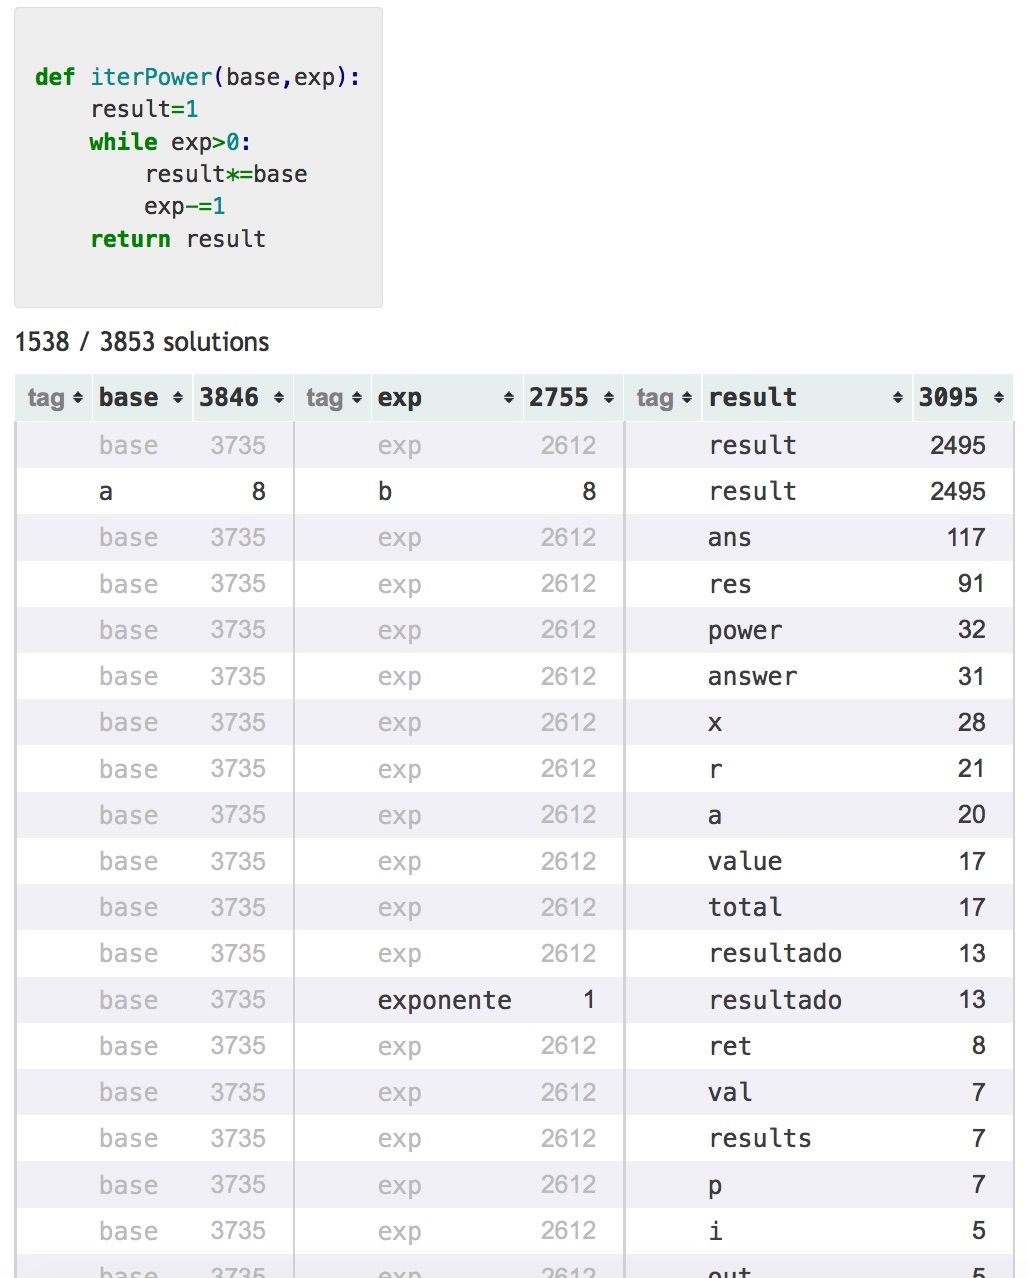 def iterPower(base,exp):
    result=1
    while exp>0:
        result*=base
        exp-=1
    return result
1538 / 3853 solutions
tag base 3846 tag exp 2755 tag result 3095
base 3735 exp 2612 result 2495
a 8 b 8 result 2495
base 3735 exp 2612 ans 117
base 3735 exp 2612 res 91
base 3735 exp 2612 power 32
base 3735 exp 2612 answer 31
base 3735 exp 2612 x 28
base 3735 exp 2612 r 21
base 3735 exp 2612 a 20
base 3735 exp 2612 value 17
base 3735 exp 2612 total 17
base 3735 exp 2612 resultado 13
base 3735 exponente 1 resultado 13
base 3735 exp 2612 ret 8
base 3735 exp 2612 val 7
base 3735 exp 2612 results 7
base 3735 exp 2612 p 7
base 3735 exp 2612 i 5
base 3735 exp 2612 out 5